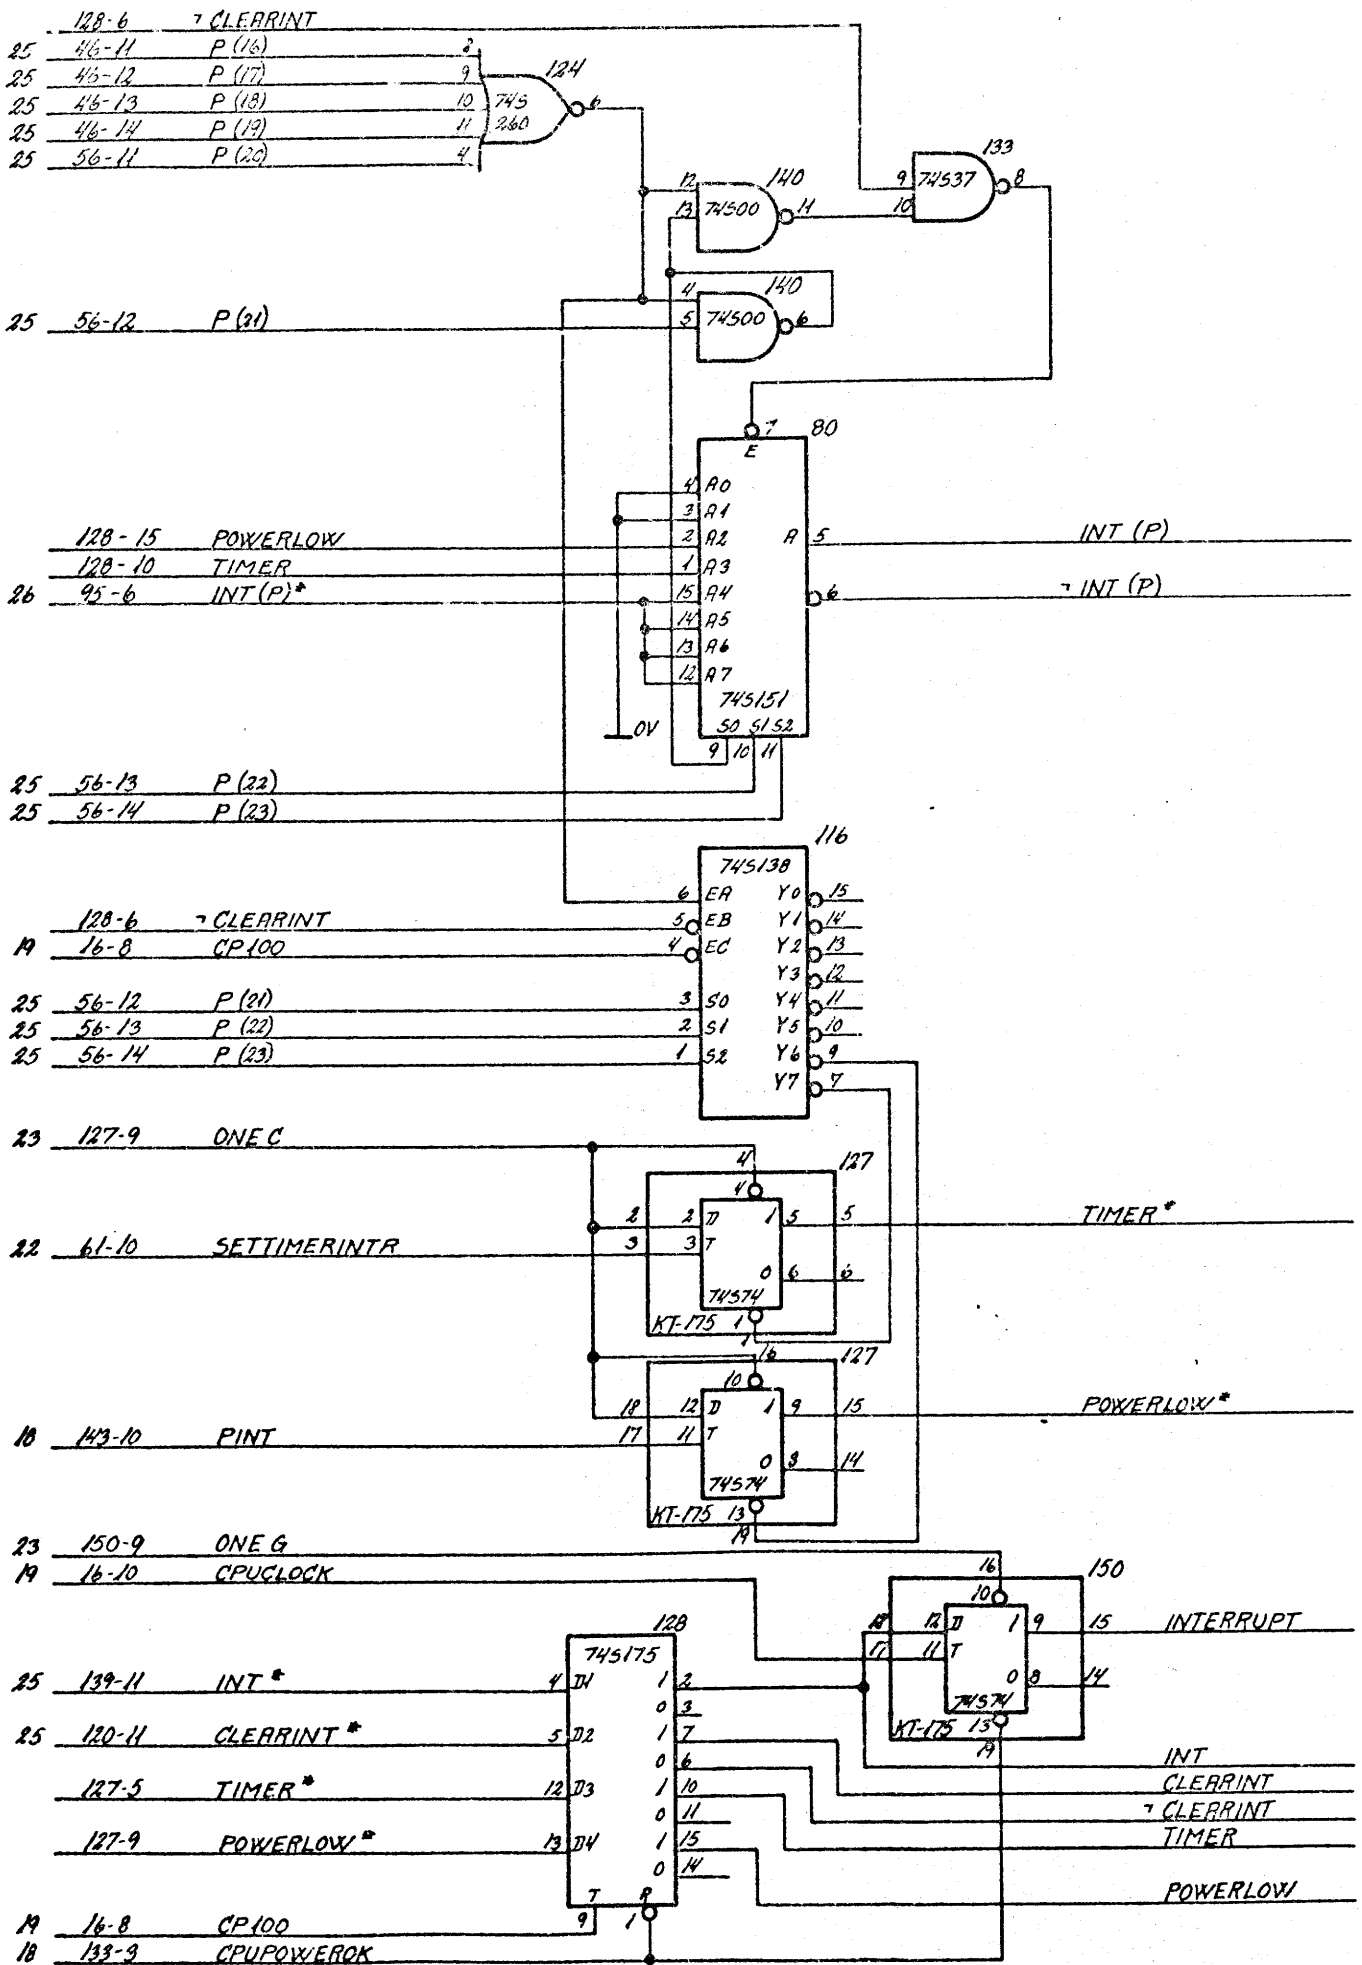 128-6 ¬ CLEARINT
25 46-11 P (16) 8
25 46-12 P (17) 9 124
25 46-13 P (18) 10 74S 260 6
25 46-14 P (19) 11
25 56-11 P (20) 4
133
9 74S37 8
10
140
12 74S00 11
13
140
4
25 56-12 P (21) 5 74S00 6
7 80
E
4 A0
3 A1
128-15 POWERLOW 2 A2 A 5 INT (P)
128-10 TIMER 1 A3
26 95-6 INT (P)* 15 A4 6 ¬ INT (P)
14 A5
13 A6
12 A7
74S151
0V S0 S1 S2
9 10 11
25 56-13 P (22)
25 56-14 P (23)
116
74S138
6 EA Y0 15
128-6 ¬ CLEARINT 5 EB Y1 14
19 16-8 CP100 4 EC Y2 13
Y3 12
25 56-12 P (21) 3 S0 Y4 11
25 56-13 P (22) 2 S1 Y5 10
25 56-14 P (23) 1 S2 Y6 9
Y7 7
23 127-9 ONE C
4 127
4
2 2 D 1 5 5 TIMER*
22 61-10 SETTIMERINTR 3 3 T
0 6 6
74S74
KT-175 1
1
16 127
10
18 12 D 1 9 15 POWERLOW*
18 143-10 PINT 17 11 T
0 8 14
74S74
KT-175 13
19
23 150-9 ONE G
19 16-10 CPUCLOCK
16 150
10
18 12 D 1 9 15 INTERRUPT
17 11 T
0 8 14
74S74
KT-175 13
19
128
74S175
25 139-11 INT * 4 D1 1 2
0 3 INT
25 120-11 CLEARINT * 5 D2 1 7 CLEARINT
0 6 ¬ CLEARINT
127-5 TIMER * 12 D3 1 10 TIMER
0 11
127-9 POWERLOW * 13 D4 1 15 POWERLOW
0 14
T R
19 16-8 CP100 9 1
18 133-3 CPUPOWEROK